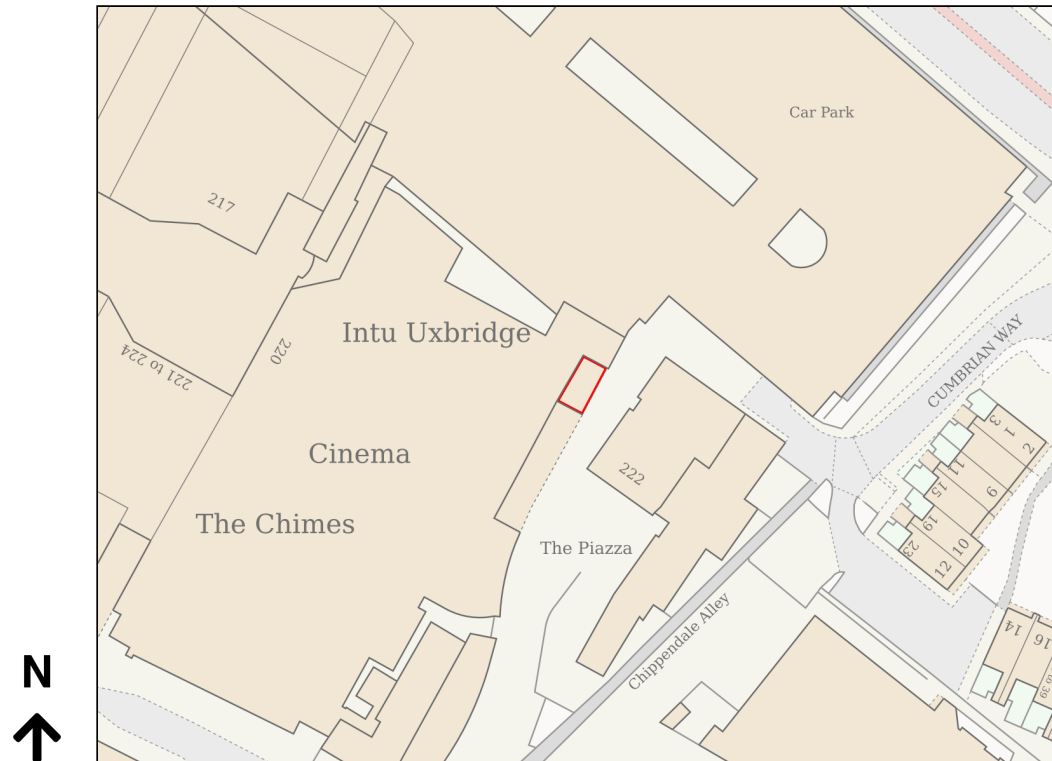 Car Park
217
Intu Uxbridge
CUMBRIAN WAY
220
221 to 224
3
1
2
11
Cinema
15
9
222
19
The Chimes
23
10
The Piazza
12
Chippendale Alley
14
16
N